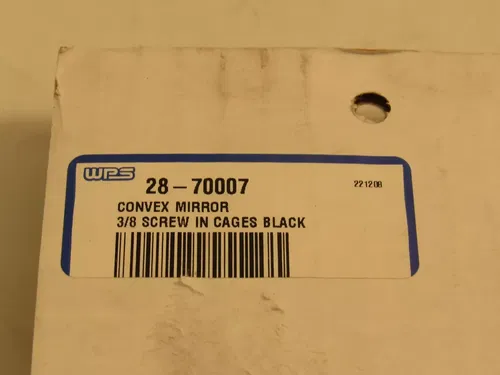 WPS 28-70007 221208
CONVEX MIRROR
3/8 SCREW IN CAGES BLACK